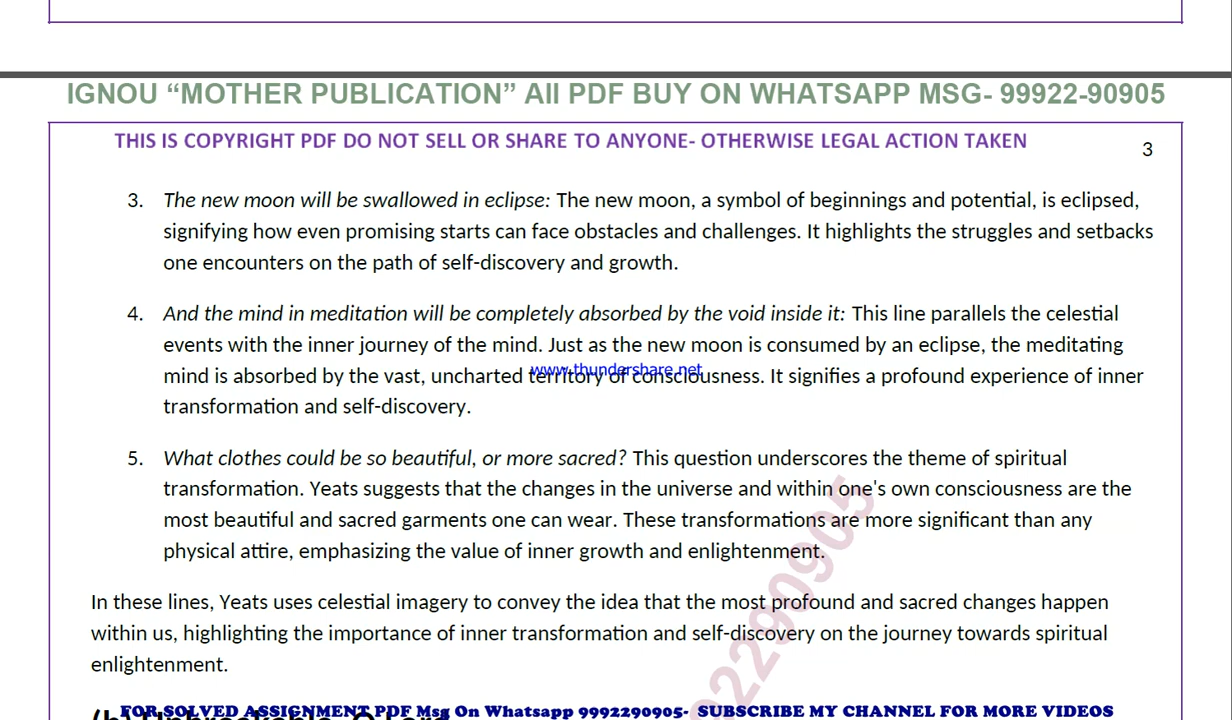 IGNOU “MOTHER PUBLICATION” All PDF BUY ON WHATSAPP MSG- 99922-90905
THIS IS COPYRIGHT PDF DO NOT SELL OR SHARE TO ANYONE- OTHERWISE LEGAL ACTION TAKEN
3
3. The new moon will be swallowed in eclipse: The new moon, a symbol of beginnings and potential, is eclipsed,
signifying how even promising starts can face obstacles and challenges. It highlights the struggles and setbacks
one encounters on the path of self-discovery and growth.
4. And the mind in meditation will be completely absorbed by the void inside it: This line parallels the celestial
events with the inner journey of the mind. Just as the new moon is consumed by an eclipse, the meditating
www.thundershare.net
mind is absorbed by the vast, uncharted territory of consciousness. It signifies a profound experience of inner
transformation and self-discovery.
5. What clothes could be so beautiful, or more sacred? This question underscores the theme of spiritual
transformation. Yeats suggests that the changes in the universe and within one's own consciousness are the
most beautiful and sacred garments one can wear. These transformations are more significant than any
physical attire, emphasizing the value of inner growth and enlightenment.
In these lines, Yeats uses celestial imagery to convey the idea that the most profound and sacred changes happen
within us, highlighting the importance of inner transformation and self-discovery on the journey towards spiritual
enlightenment.
2290905
(b) Unbreakable, O Lord
FOR SOLVED ASSIGNMENT PDF Msg On Whatsapp 9992290905- SUBSCRIBE MY CHANNEL FOR MORE VIDEOS